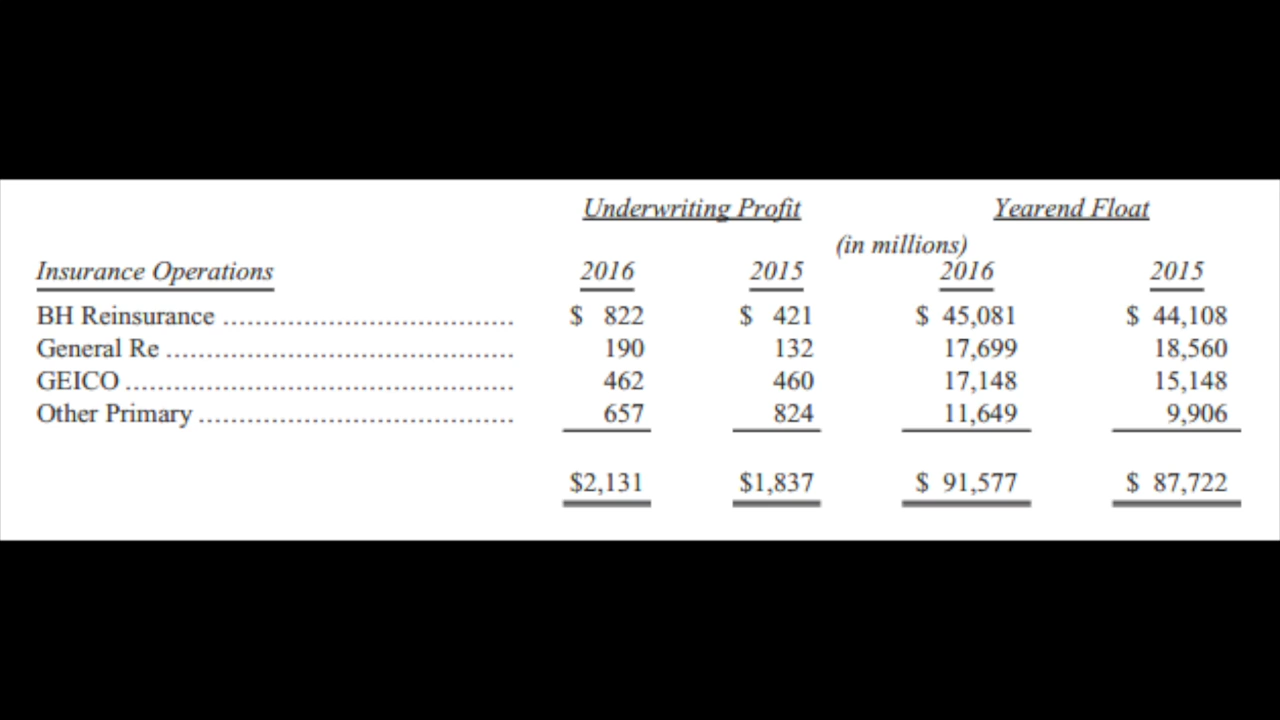 Underwriting Profit Yearend Float
(in millions)
Insurance Operations 2016 2015 2016 2015
BH Reinsurance .................................... $ 822 $ 421 $ 45,081 $ 44,108
General Re ........................................... 190 132 17,699 18,560
GEICO ................................................ 462 460 17,148 15,148
Other Primary ....................................... 657 824 11,649 9,906
$2,131 $1,837 $ 91,577 $ 87,722